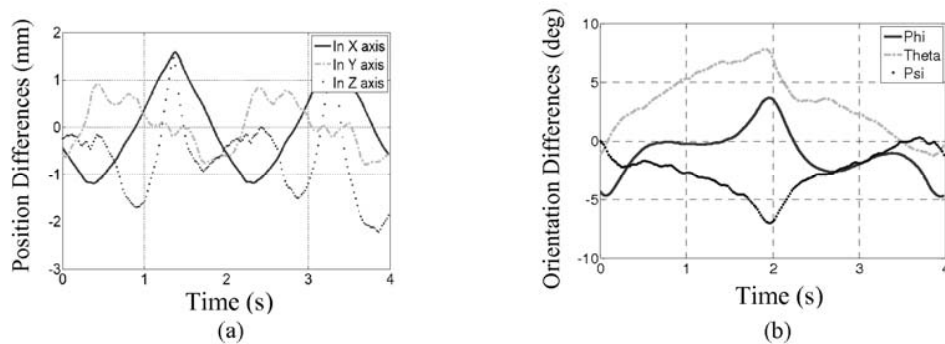 Position Differences (mm)
2
1
0
-1
-2
-3
0
1
2
3
4
In X axis
In Y axis
In Z axis
Time (s)
(a)
Orientation Differences (deg)
10
5
0
-5
-10
0
1
2
3
4
Phi
Theta
Psi
Time (s)
(b)